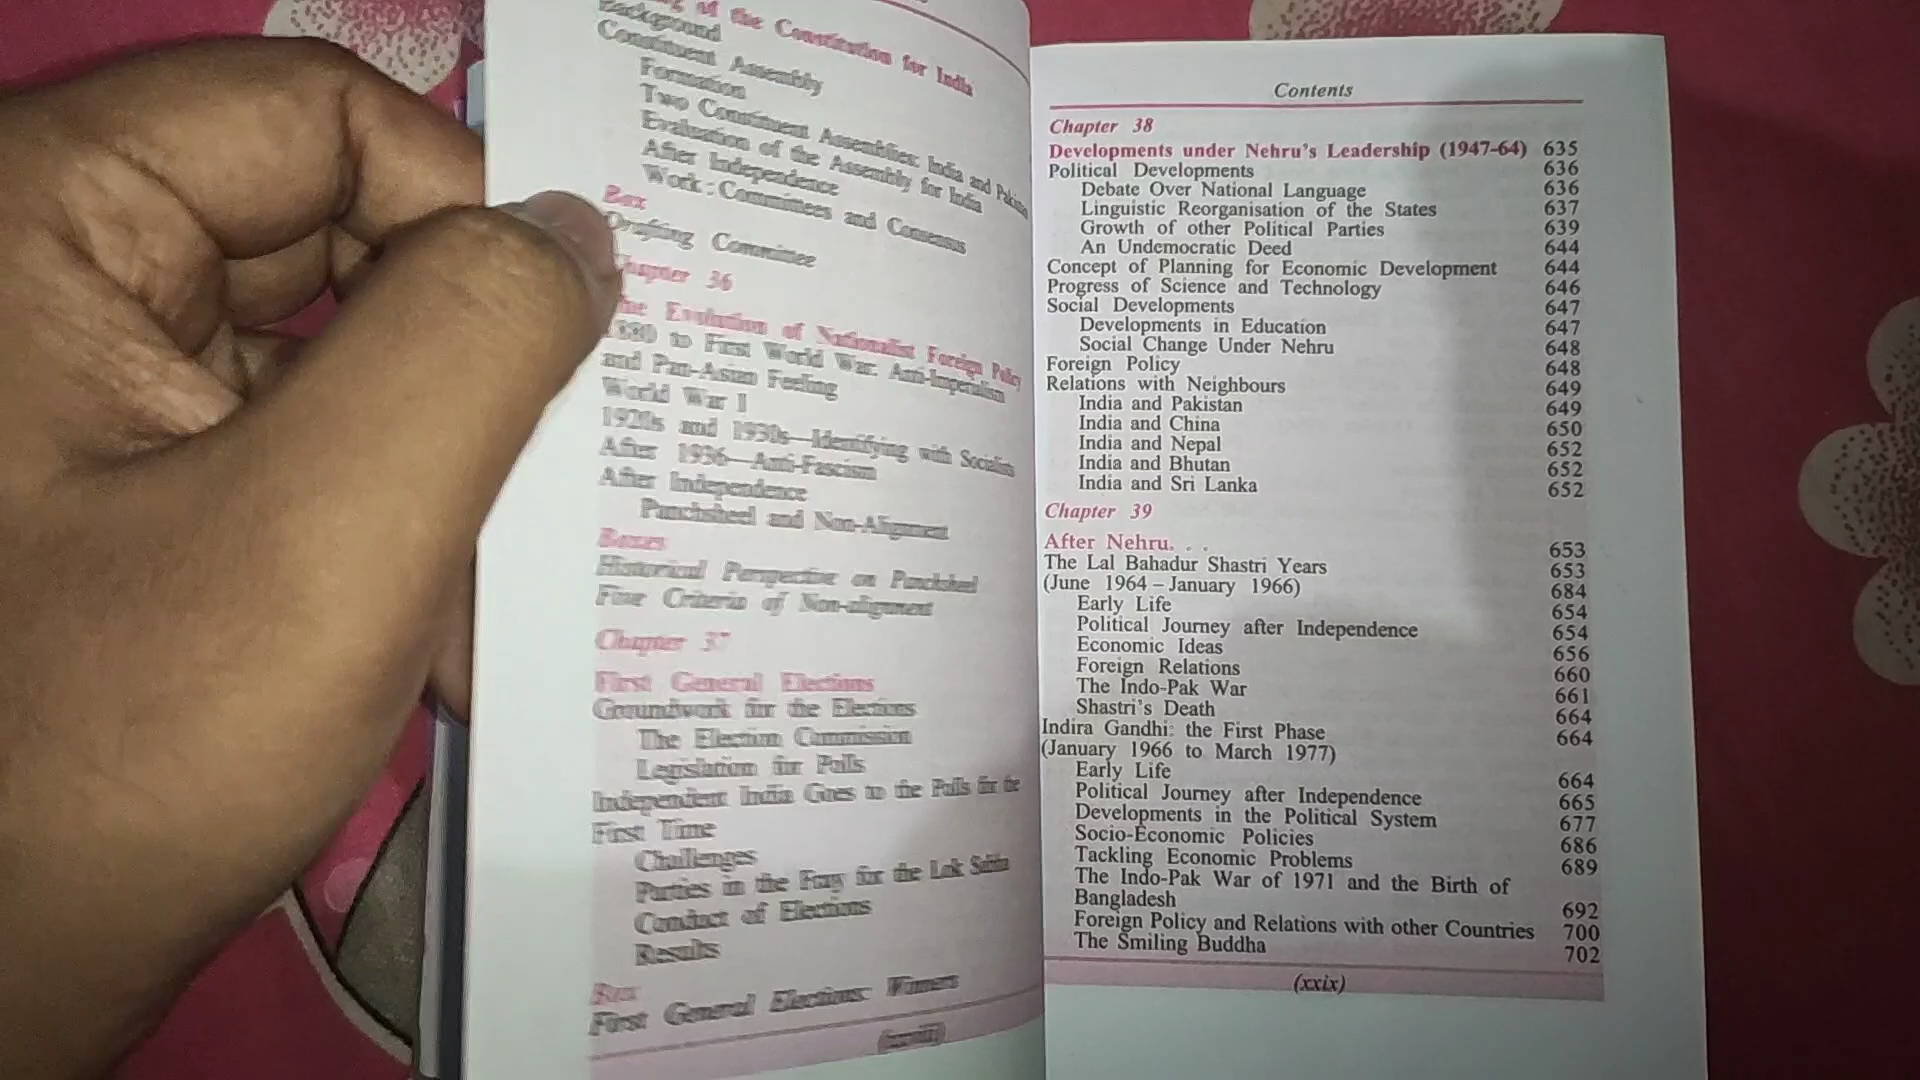 of the Constitution for India
Background
Constituent Assembly
Formation
Two Constituent Assemblies: India and Pakistan
Evaluation of the Assembly for India
After Independence
Work : Committees and Consensus
Box
Drafting Committee
Chapter 36
The Evolution of Nationalist Foreign Policy
1880 to First World War: Anti-Imperialism
and Pan-Asian Feeling
World War I
1920s and 1930s—Identifying with Socialists
After 1936—Anti-Fascism
After Independence
Panchsheel and Non-Alignment
Boxes
Historical Perspective on Panchsheel
Five Criteria of Non-alignment
Chapter 37
First General Elections
Groundwork for the Elections
The Election Commission
Legislation for Polls
Independent India Goes to the Polls for the
First Time
Challenges
Parties in the Fray for the Lok Sabha
Conduct of Elections
Results
Box
First General Elections: Winners
Contents
Chapter 38
Developments under Nehru's Leadership (1947-64) 635
Political Developments 636
Debate Over National Language 636
Linguistic Reorganisation of the States 637
Growth of other Political Parties 639
An Undemocratic Deed 644
Concept of Planning for Economic Development 644
Progress of Science and Technology 646
Social Developments 647
Developments in Education 647
Social Change Under Nehru 648
Foreign Policy 648
Relations with Neighbours 649
India and Pakistan 649
India and China 650
India and Nepal 652
India and Bhutan 652
India and Sri Lanka 652
Chapter 39
After Nehru. . . 653
The Lal Bahadur Shastri Years 653
(June 1964 – January 1966) 684
Early Life 654
Political Journey after Independence 654
Economic Ideas 656
Foreign Relations 660
The Indo-Pak War 661
Shastri's Death 664
Indira Gandhi: the First Phase 664
(January 1966 to March 1977)
Early Life 664
Political Journey after Independence 665
Developments in the Political System 677
Socio-Economic Policies 686
Tackling Economic Problems 689
The Indo-Pak War of 1971 and the Birth of
Bangladesh 692
Foreign Policy and Relations with other Countries 700
The Smiling Buddha 702
(xxix)